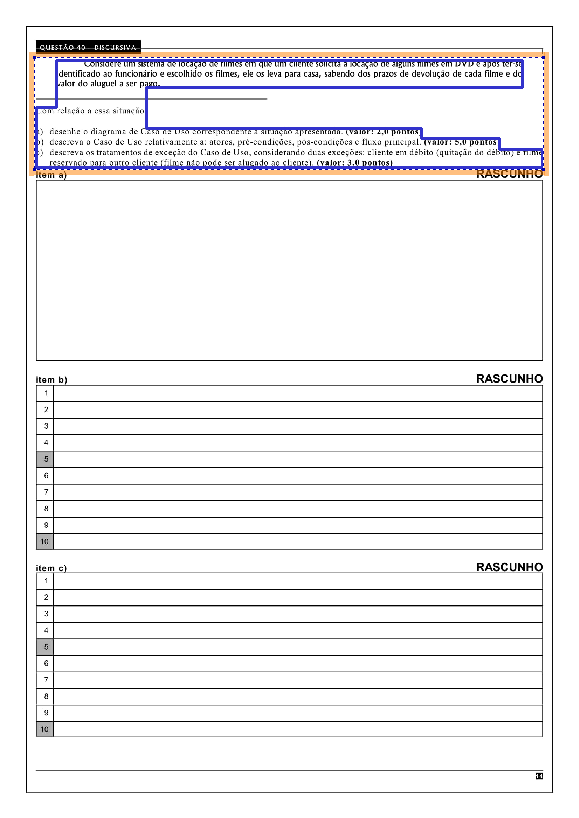 QUESTÃO 40 – DISCURSIVA
Considere um sistema de locação de filmes em que um cliente solicita a locação de alguns filmes em DVD e após ter-se
identificado ao funcionário e escolhido os filmes, ele os leva para casa, sabendo dos prazos de devolução de cada filme e do
valor do aluguel a ser pago.
om relação a essa situação
a) desenhe o diagrama de Caso de Uso correspondente à situação apresentada. (valor: 2,0 pontos)
b) descreva o Caso de Uso relativamente a: atores, pré-condições, pós-condições e fluxo principal. (valor: 5,0 pontos)
c) descreva os tratamentos de exceção do Caso de Uso, considerando duas exceções: cliente em débito (quitação do débito) e filme
reservado para outro cliente (filme não pode ser alugado ao cliente). (valor: 3,0 pontos)
item a) RASCUNHO
item b) RASCUNHO
1
2
3
4
5
6
7
8
9
10
item c) RASCUNHO
1
2
3
4
5
6
7
8
9
10